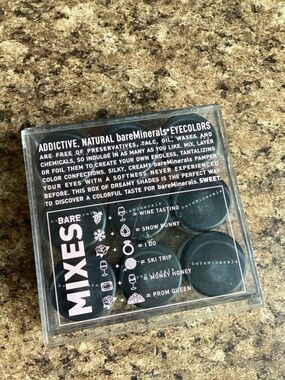 ADDICTIVE, NATURAL bareMinerals® EYECOLORS
ARE FREE OF PRESERVATIVES, TALC, OIL, WAXES, AND
CHEMICALS, SO INDULGE IN AS MANY AS YOU LIKE. MIX, LAYER
OR FOIL THEM TO CREATE YOUR OWN ENDLESS, TANTALIZING
COLOR CONFECTIONS. SILKY, CREAMY bareMinerals PAMPER
YOUR EYES WITH A SOFTNESS NEVER EXPERIENCED
BEFORE. THIS BOX OF DREAMY SHADES IS THE PERFECT WAY
TO DISCOVER A COLORFUL TASTE FOR bareMinerals. SWEET.
BARE
MIXES
= WINE TASTING
= SNOW BUNNY
= I DO
= SKI TRIP
= MONEY HONEY
= PROM QUEEN
bareMinerals
bareMinerals